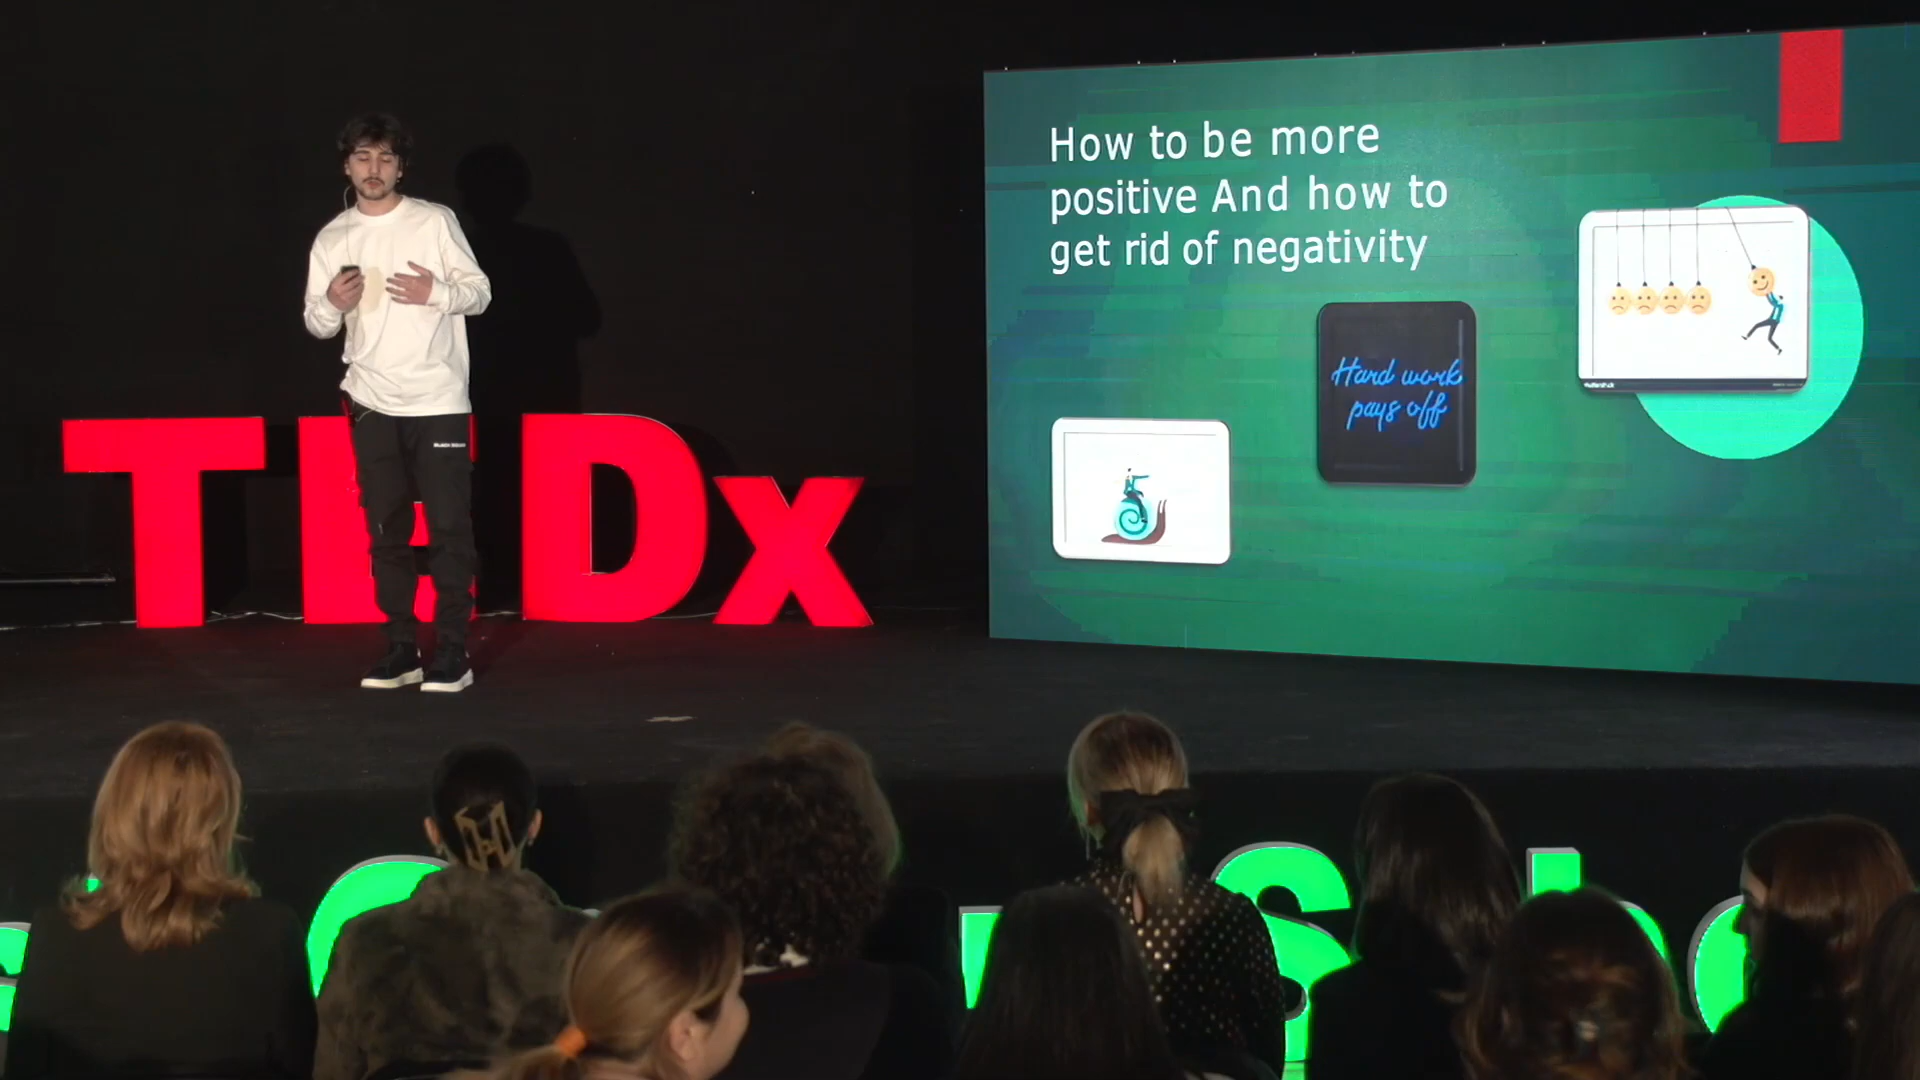 TEDx
How to be more
positive And how to
get rid of negativity
Hard work
pays off